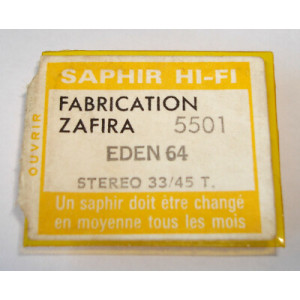 SAPHIR HI-FI
OUVRIR
FABRICATION
ZAFIRA 5501
EDEN 64
STEREO 33/45 T.
Un saphir doit être changé
en moyenne tous les mois